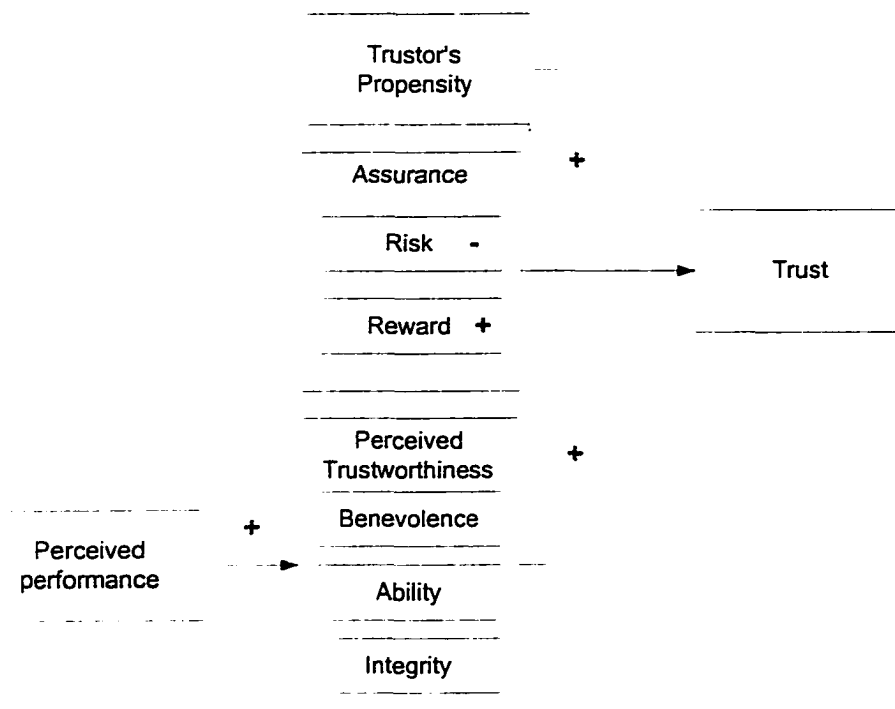 Trustor's
Propensity
+
Assurance
Risk -
Trust
Reward +
Perceived
Trustworthiness
+
Benevolence
+
Perceived
performance
Ability
Integrity